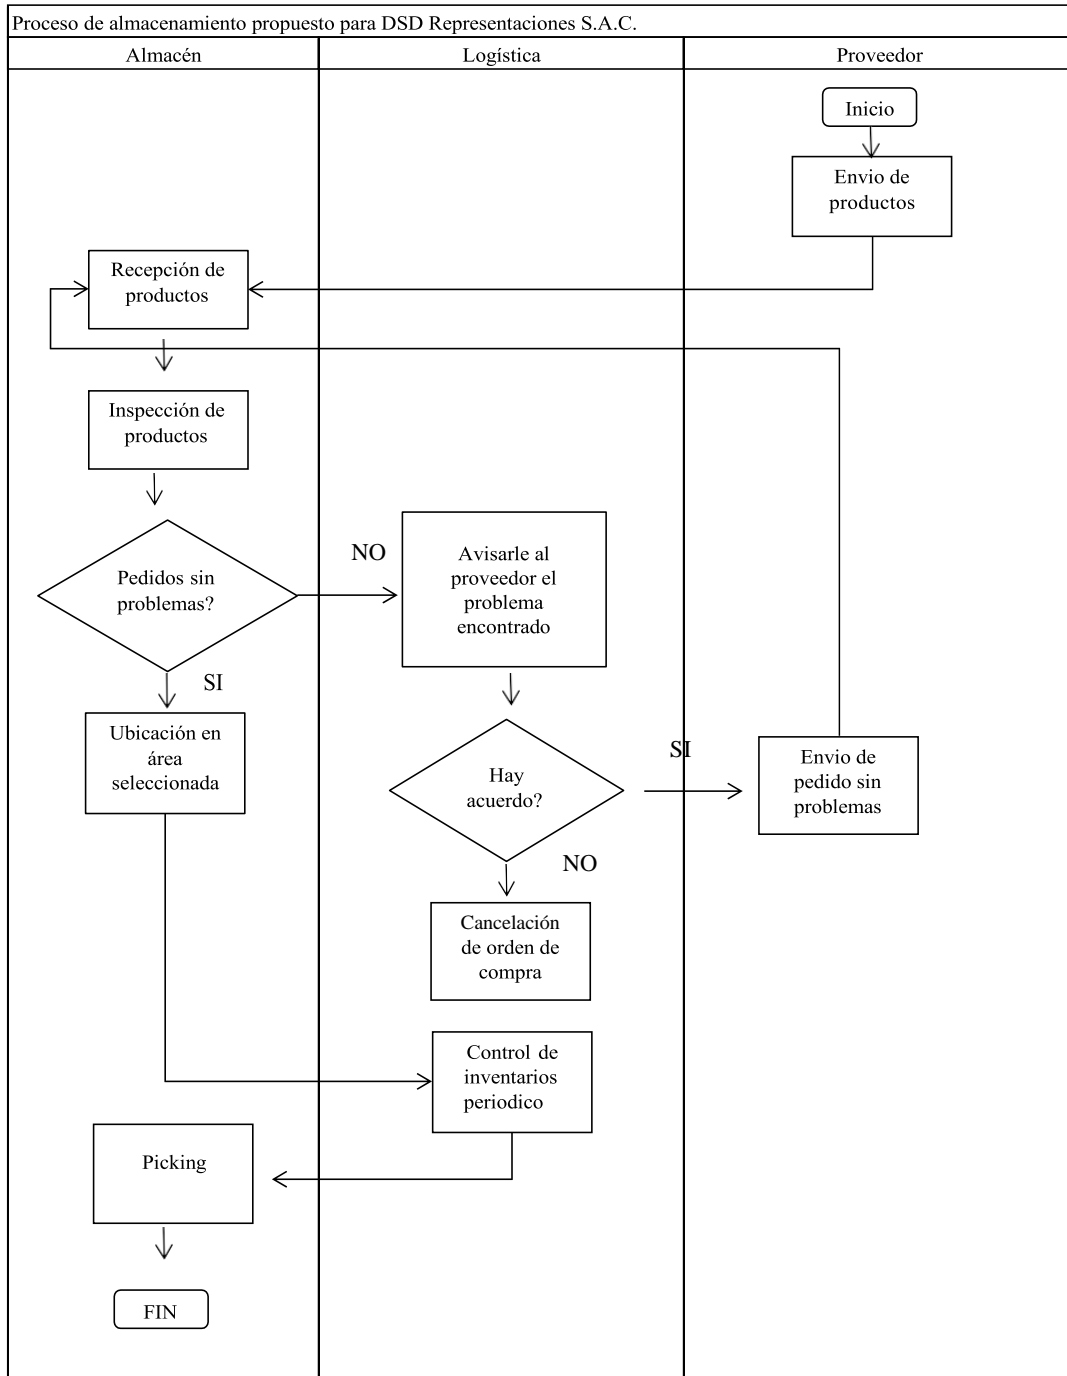 Proceso de almacenamiento propuesto para DSD Representaciones S.A.C.
Almacén
Logística
Proveedor
Inicio
Envio de
productos
Recepción de
productos
Inspección de
productos
Pedidos sin
problemas?
NO
Avisarle al
proveedor el
problema
encontrado
SI
Ubicación en
área
seleccionada
Hay
acuerdo?
SI
Envio de
pedido sin
problemas
NO
Cancelación
de orden de
compra
Control de
inventarios
periodico
Picking
FIN